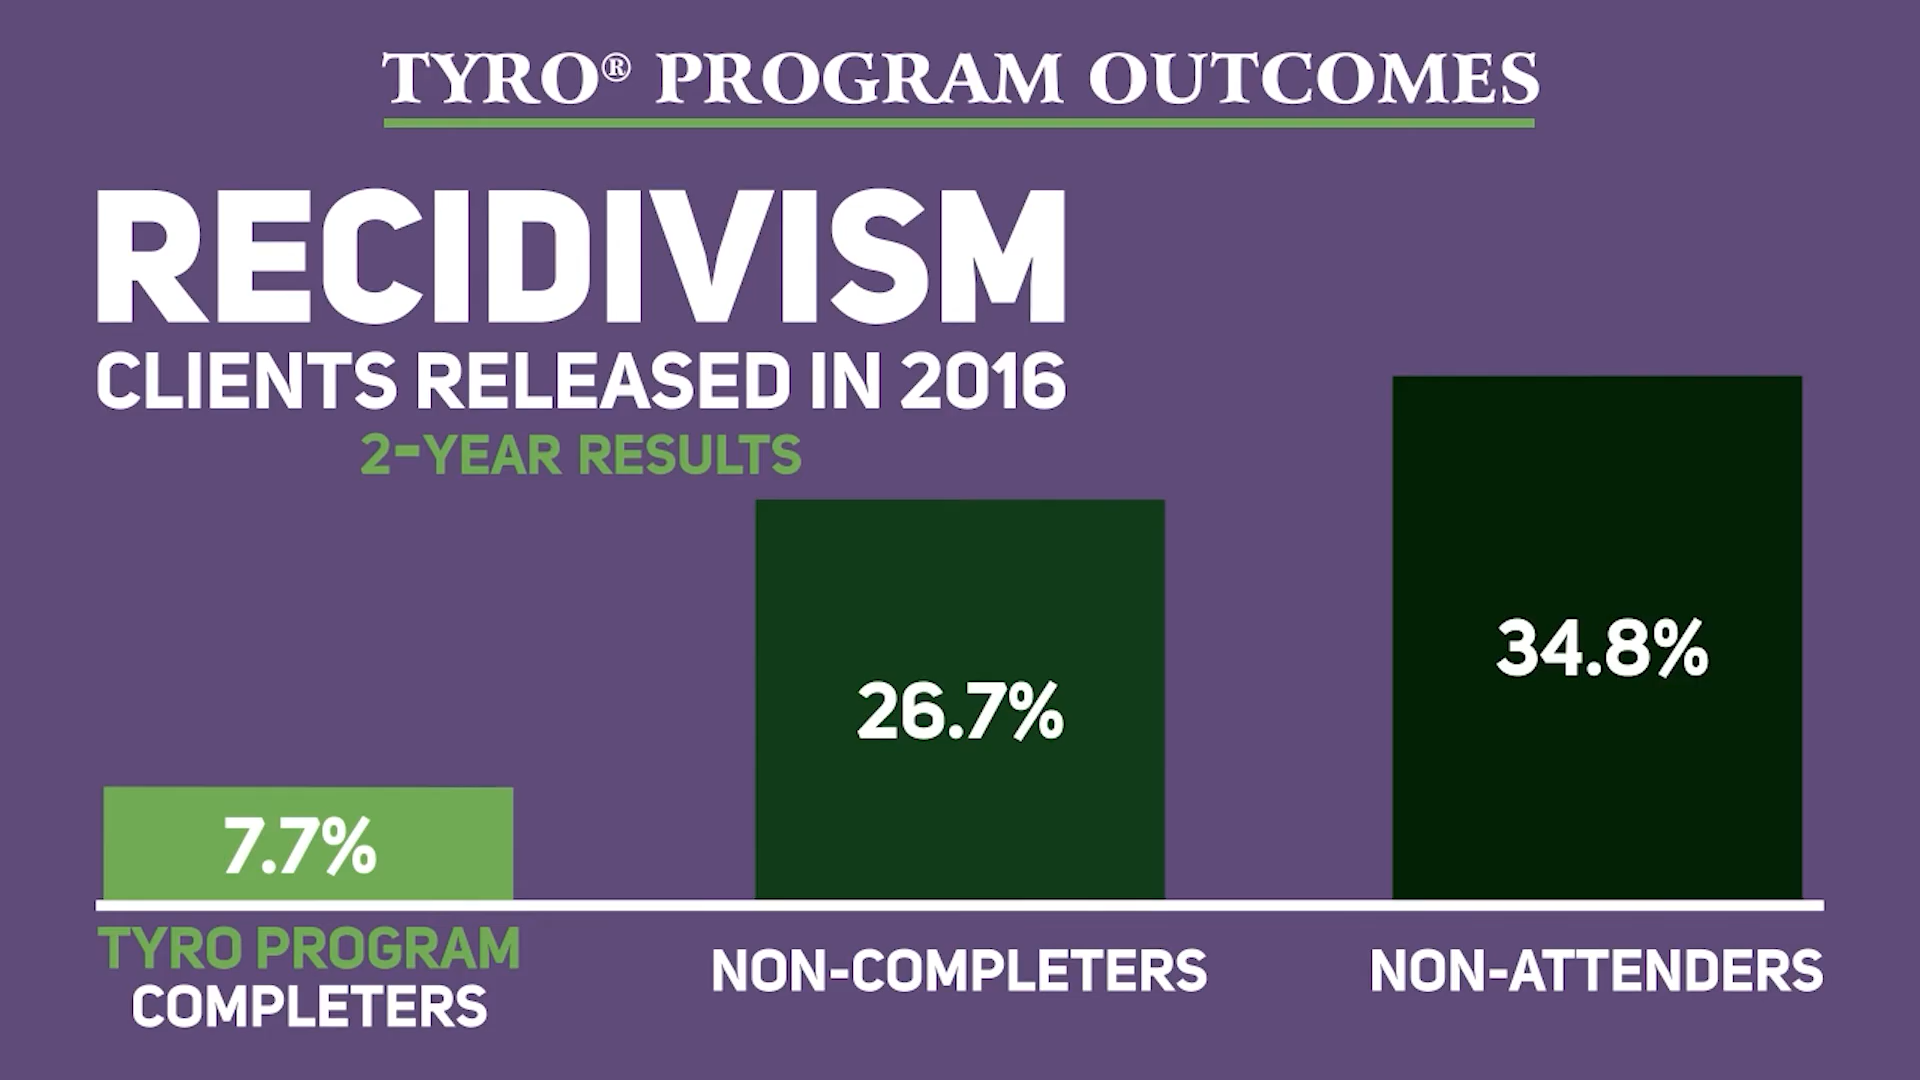 TYRO® PROGRAM OUTCOMES
RECIDIVISM
CLIENTS RELEASED IN 2016
2-YEAR RESULTS
7.7%
26.7%
34.8%
TYRO PROGRAM
COMPLETERS
NON-COMPLETERS
NON-ATTENDERS